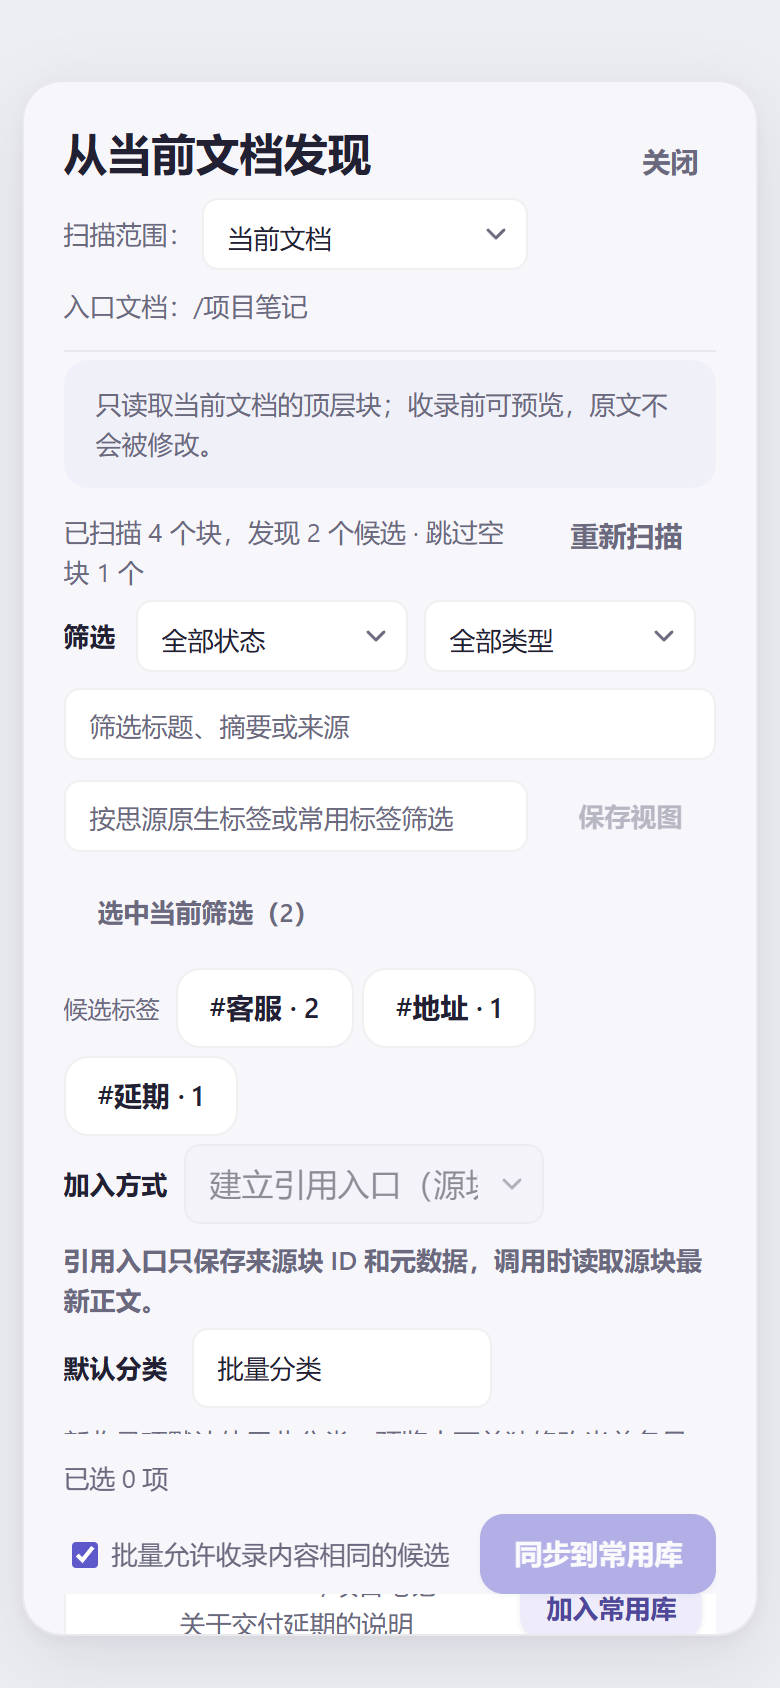 从当前文档发现
关闭
扫描范围：
当前文档
入口文档：/项目笔记
只读取当前文档的顶层块；收录前可预览，原文不
会被修改。
已扫描 4 个块，发现 2 个候选 · 跳过空
块 1 个
重新扫描
筛选
全部状态
全部类型
筛选标题、摘要或来源
按思源原生标签或常用标签筛选
保存视图
选中当前筛选（2）
候选标签
#客服 · 2
#地址 · 1
#延期 · 1
加入方式
建立引用入口（源
引用入口只保存来源块 ID 和元数据，调用时读取源块最
新正文。
默认分类
批量分类
已选 0 项
批量允许收录内容相同的候选
同步到常用库
关于交付延期的说明
加入常用库